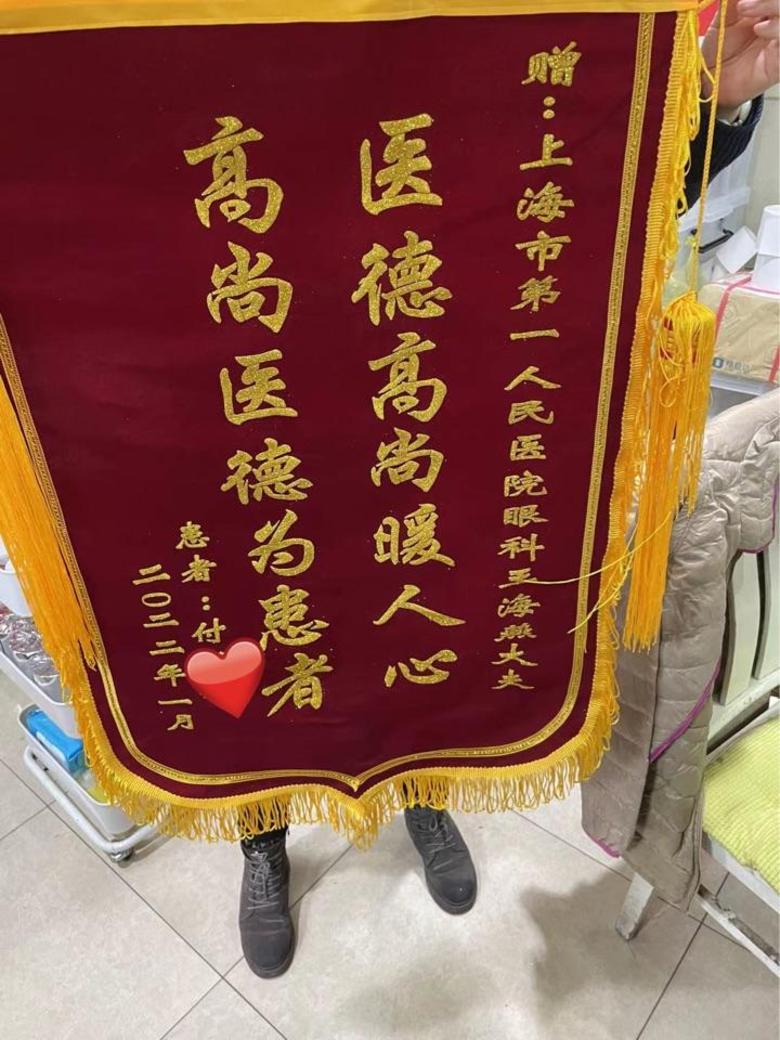 赠：上海市第一人民医院眼科王海燕大夫
医德高尚暖人心
高尚医德为患者
患者：付
二〇二二年一月